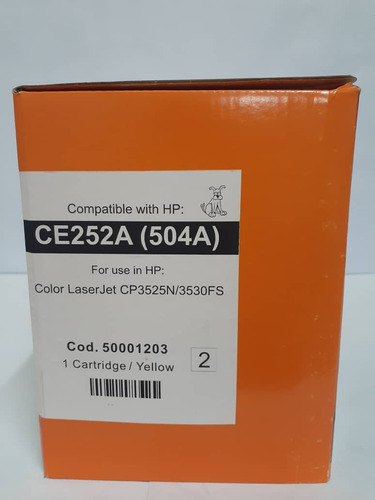 Compatible with HP:
CE252A (504A)
For use in HP:
Color LaserJet CP3525N/3530FS
Cod. 50001203
1 Cartridge / Yellow
2